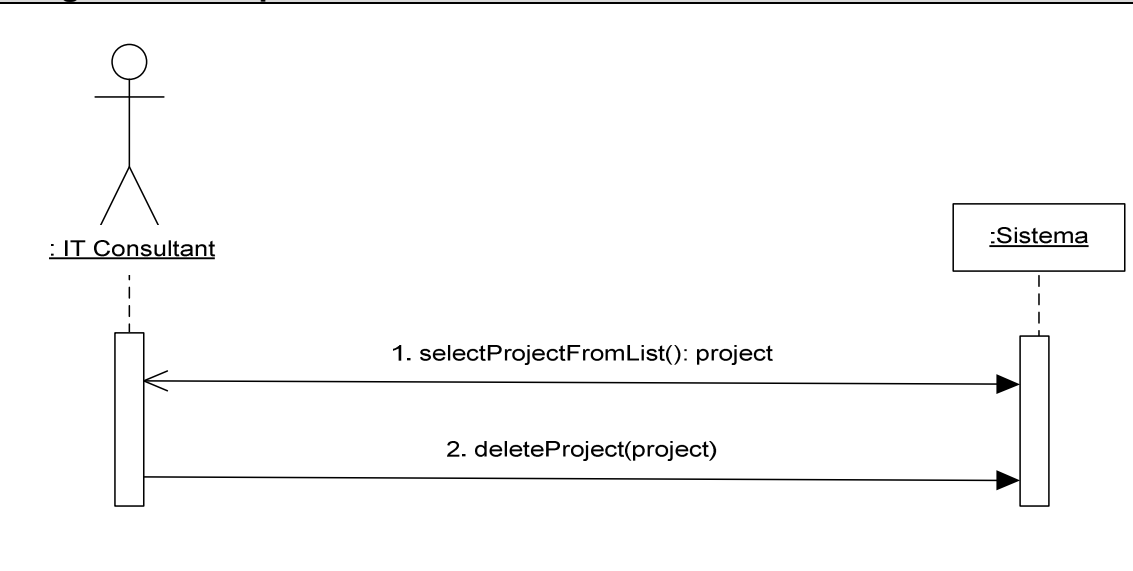 : IT Consultant
:Sistema
1. selectProjectFromList(): project
2. deleteProject(project)